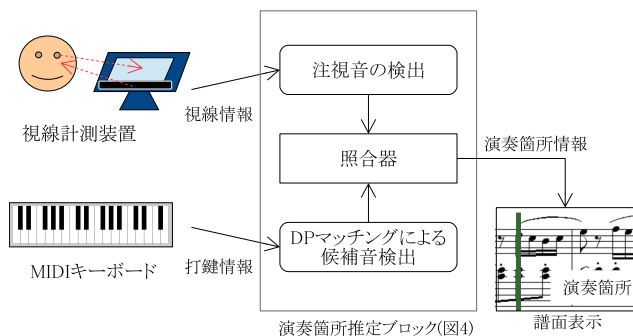 注視音の検出
視線計測装置
視線情報
照合器
演奏箇所情報
MIDIキーボード
打鍵情報
DPマッチングによる
候補音検出
演奏箇所
譜面表示
演奏箇所推定ブロック(図4)